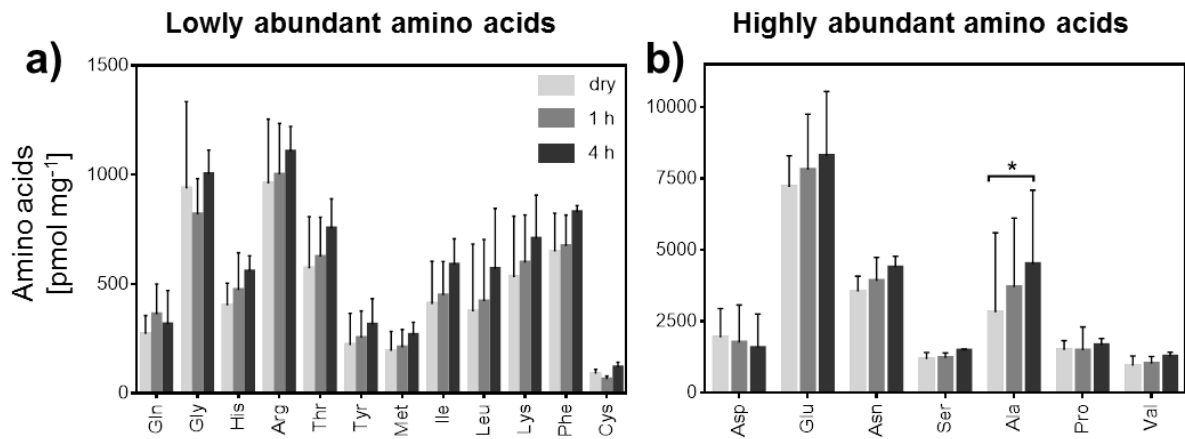 Lowly abundant amino acids
Highly abundant amino acids
a)
b)
Amino acids
[pmol mg-1]
1500
1000
500
0
dry
1 h
4 h
Gln
Gly
His
Arg
Thr
Tyr
Met
Ile
Leu
Lys
Phe
Cys
10000
7500
5000
2500
0
*
Asp
Glu
Asn
Ser
Ala
Pro
Val